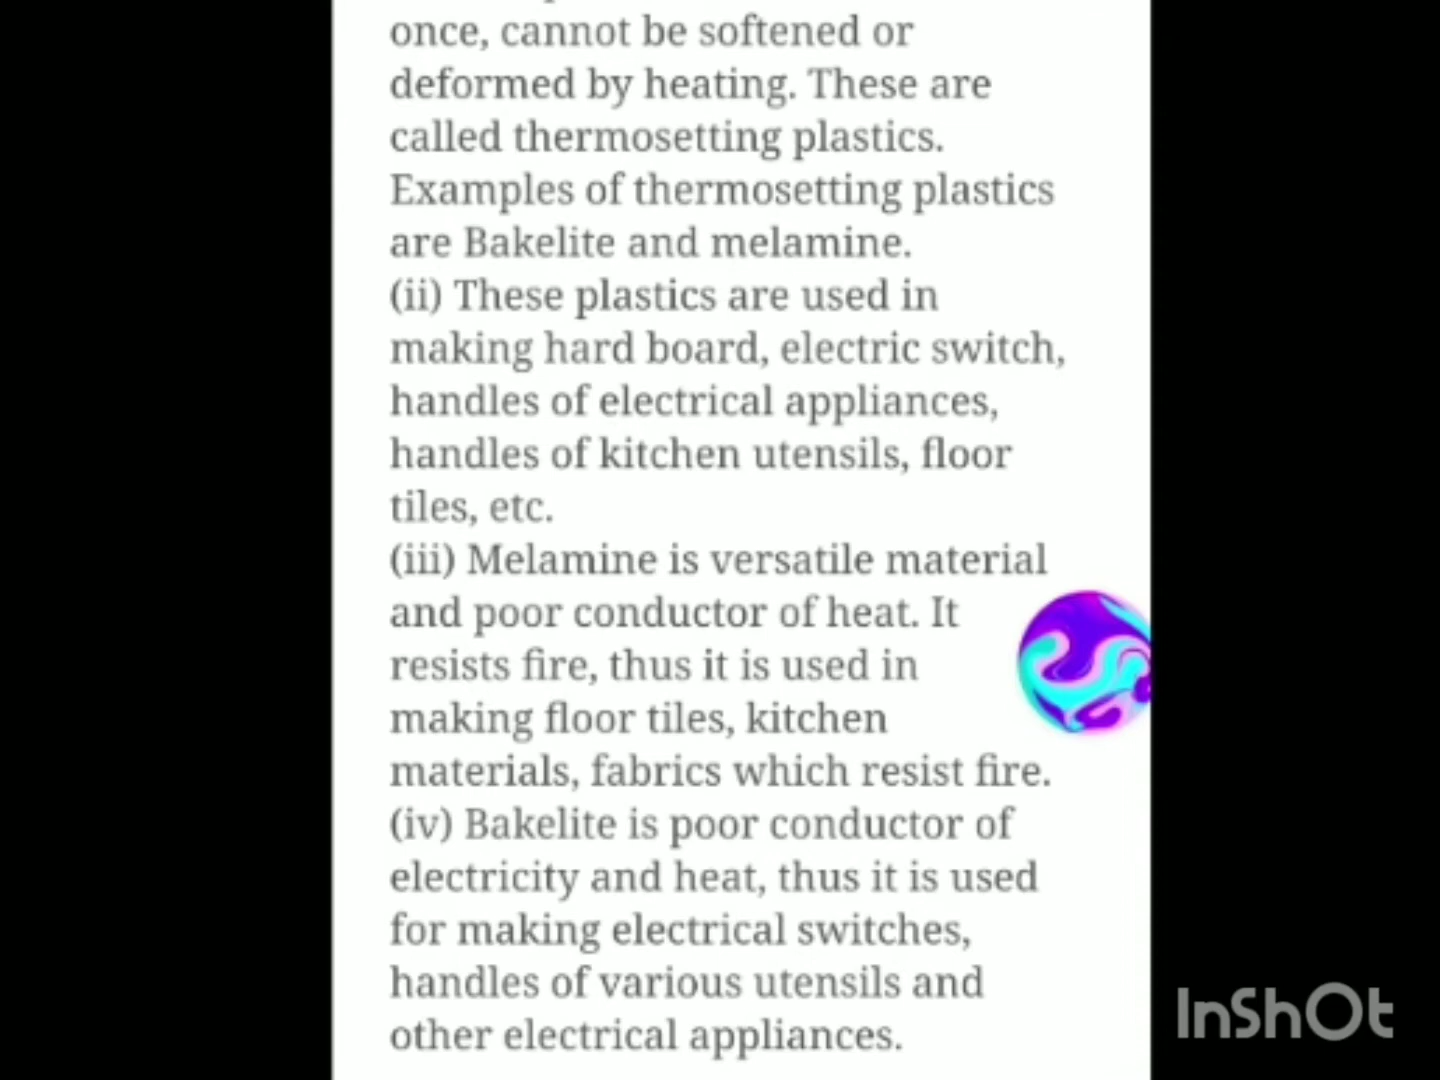 once, cannot be softened or
deformed by heating. These are
called thermosetting plastics.
Examples of thermosetting plastics
are Bakelite and melamine.
(ii) These plastics are used in
making hard board, electric switch,
handles of electrical appliances,
handles of kitchen utensils, floor
tiles, etc.
(iii) Melamine is versatile material
and poor conductor of heat. It
resists fire, thus it is used in
making floor tiles, kitchen
materials, fabrics which resist fire.
(iv) Bakelite is poor conductor of
electricity and heat, thus it is used
for making electrical switches,
handles of various utensils and
other electrical appliances.
InShOt